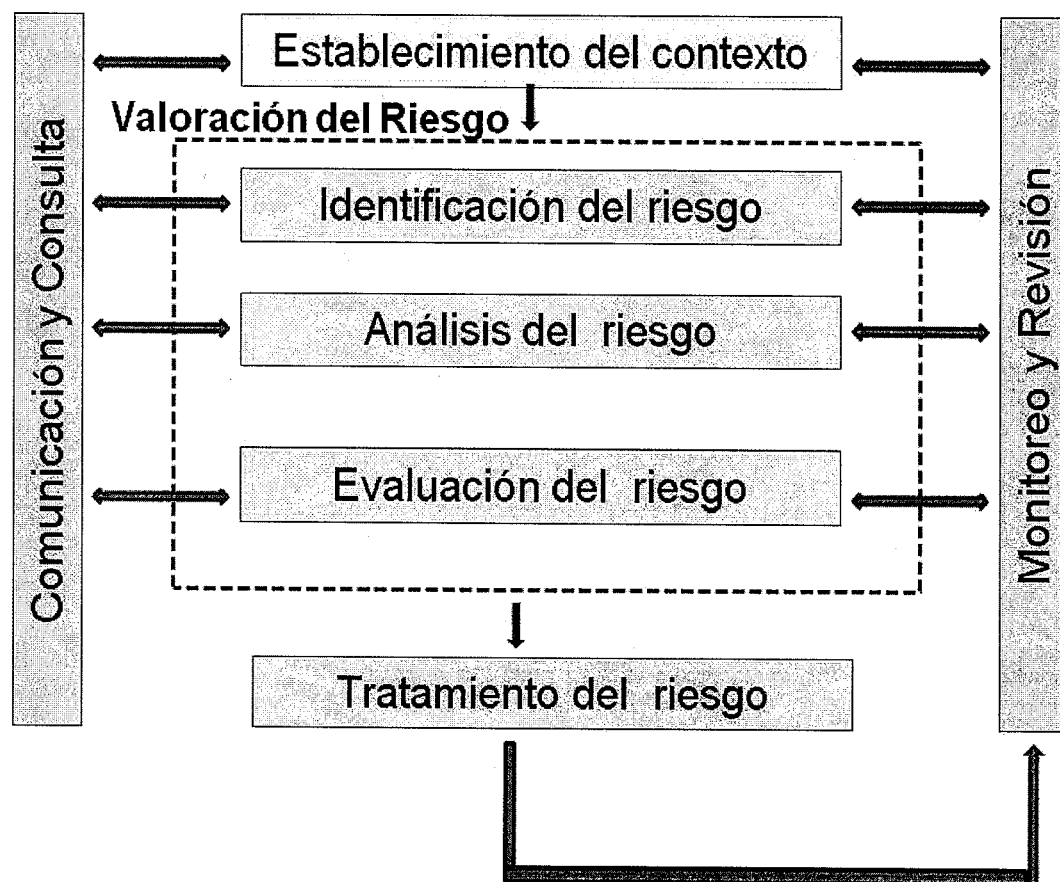 Establecimiento del contexto
Valoración del Riesgo
Identificación del riesgo
Análisis del riesgo
Evaluación del riesgo
Tratamiento del riesgo
Comunicación y Consulta
Monitoreo y Revisión